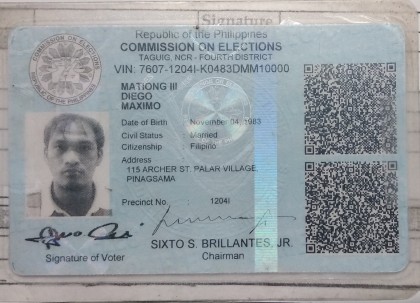 Signature
Republic of the Philippines
COMMISSION ON ELECTIONS
TAGUIG, NCR - FOURTH DISTRICT
VIN: 7607-1204I-K0483DMM10000
MATIONG III
DIEGO
MAXIMO
Date of Birth November 04, 1983
Civil Status Married
Citizenship Filipino
Address
115 ARCHER ST. PALAR VILLAGE,
PINAGSAMA
Precinct No. 1204I
SIXTO S. BRILLANTES, JR.
Signature of Voter Chairman
COMMISSION ON ELECTIONS
REPUBLIC OF THE PHILIPPINES